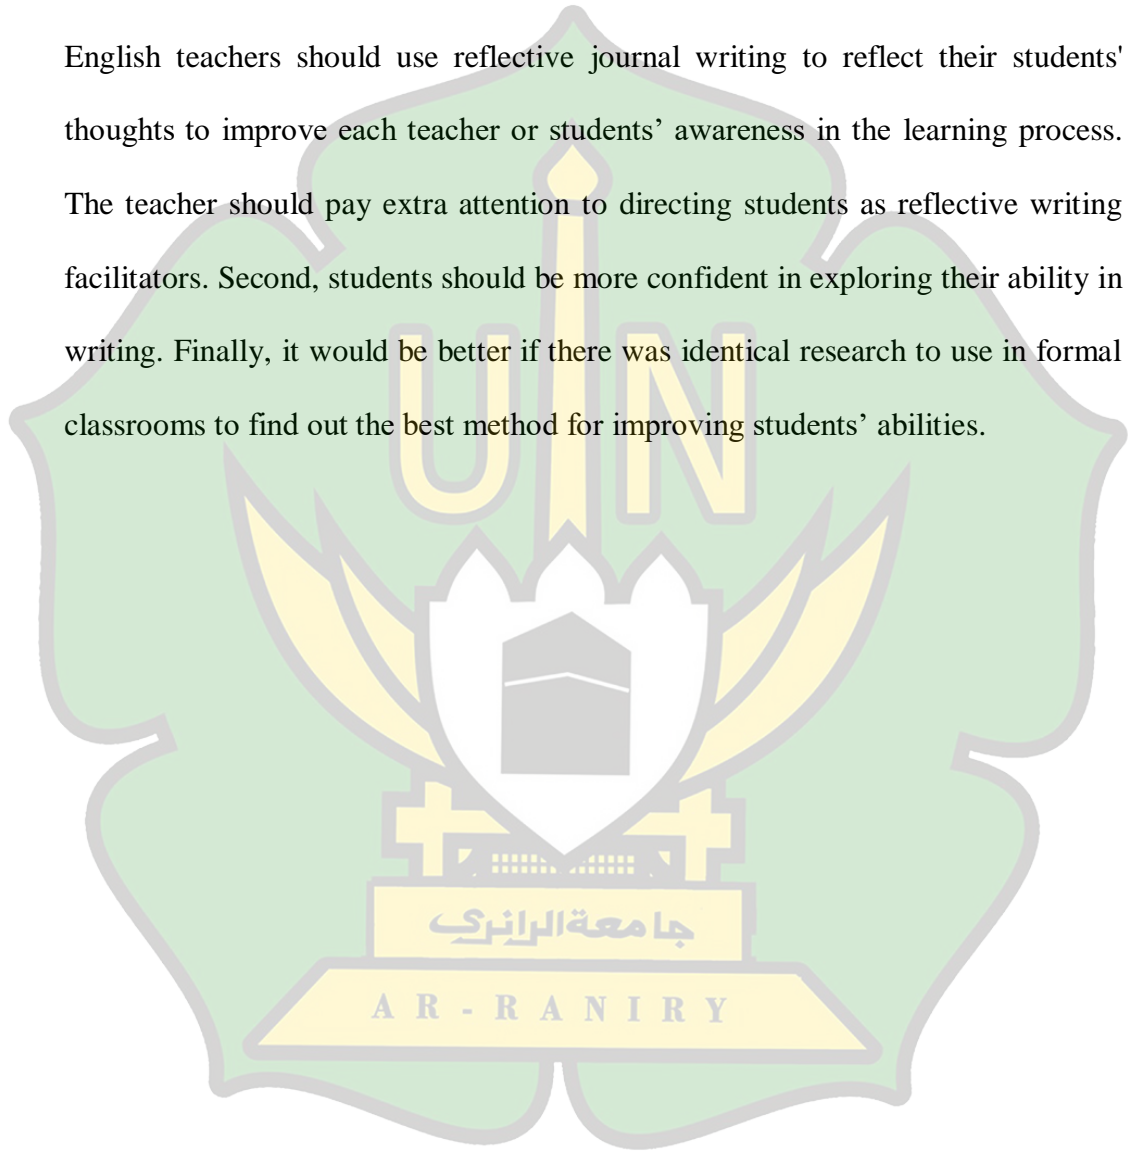 English teachers should use reflective journal writing to reflect their students'
thoughts to improve each teacher or students’ awareness in the learning process.
The teacher should pay extra attention to directing students as reflective writing
facilitators. Second, students should be more confident in exploring their ability in
writing. Finally, it would be better if there was identical research to use in formal
classrooms to find out the best method for improving students’ abilities.
UIN
جامعةالرانري
AR-RANIRY